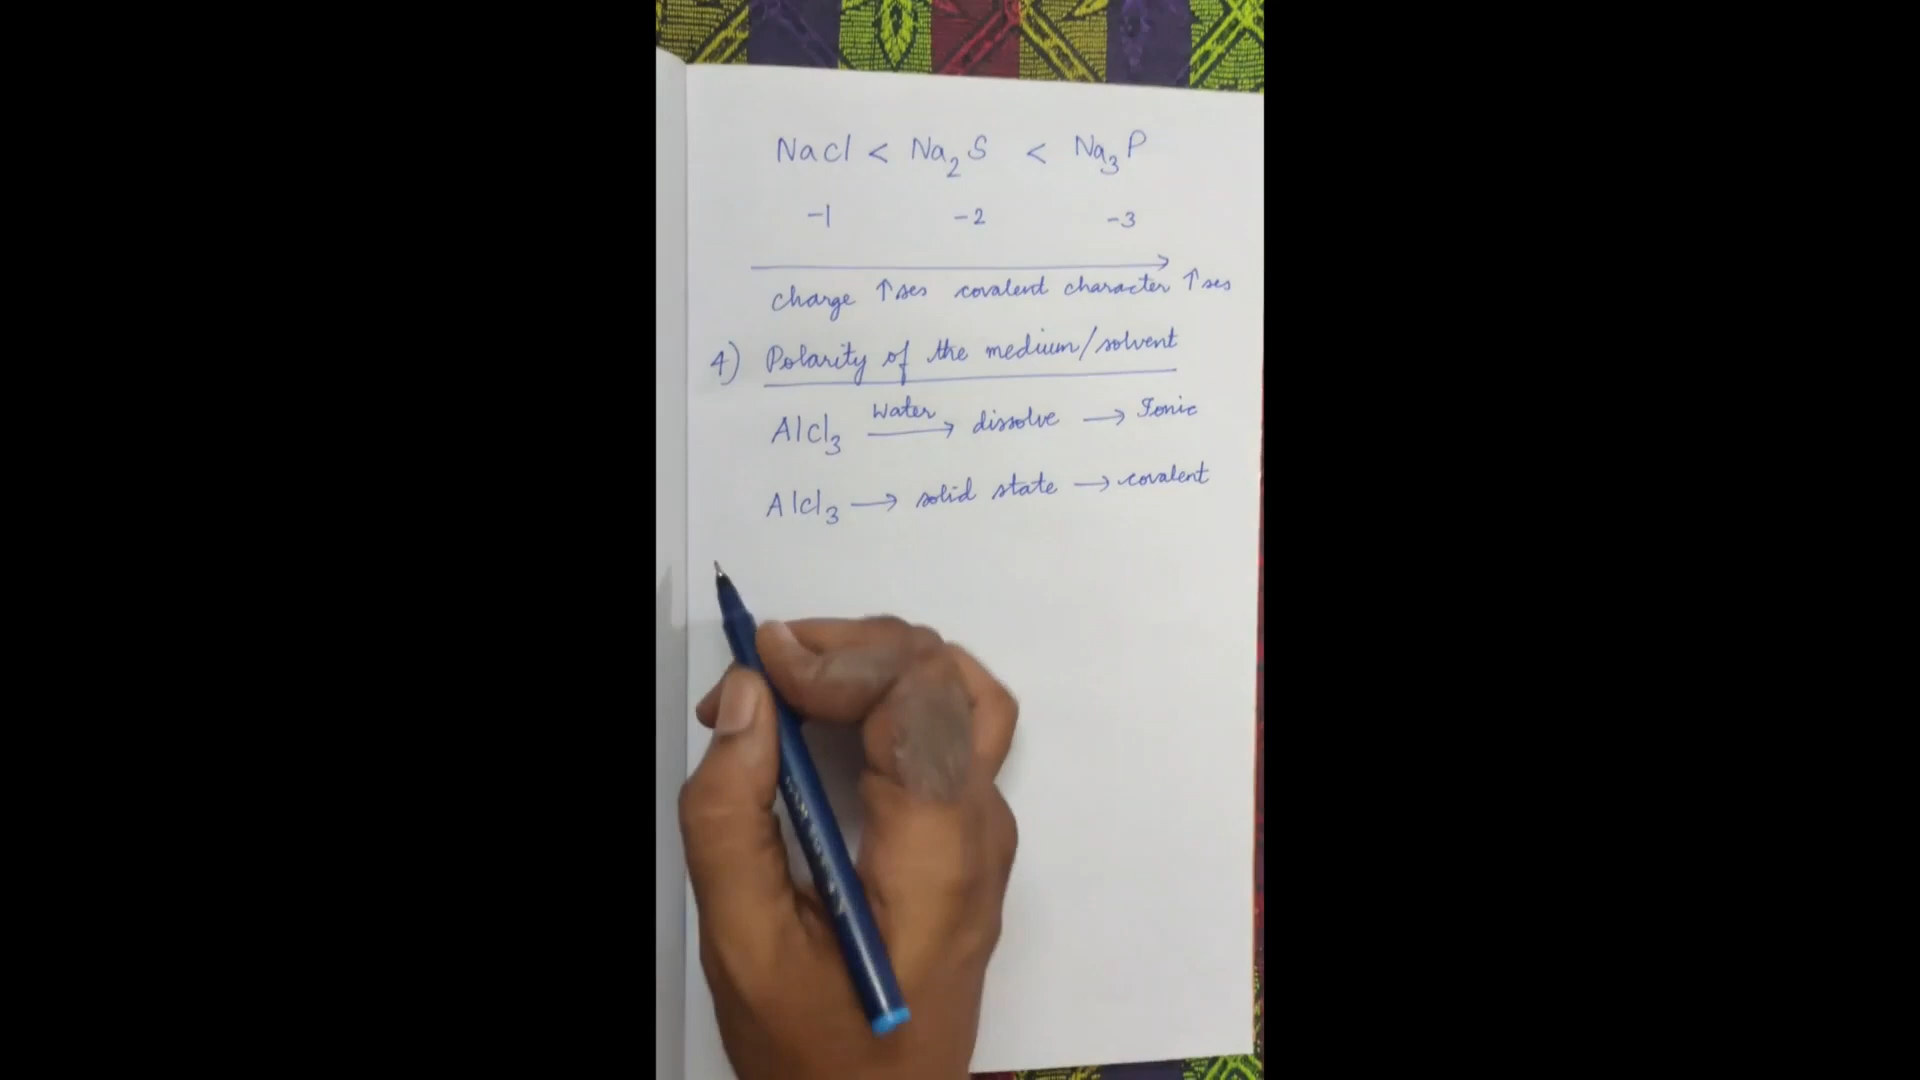 NaCl < Na₂S < Na₃P
-1 -2 -3
charge ↑ses covalent character ↑ses
4) Polarity of the medium/solvent
AlCl₃ Water → dissolve → Ionic
AlCl₃ → solid state → covalent